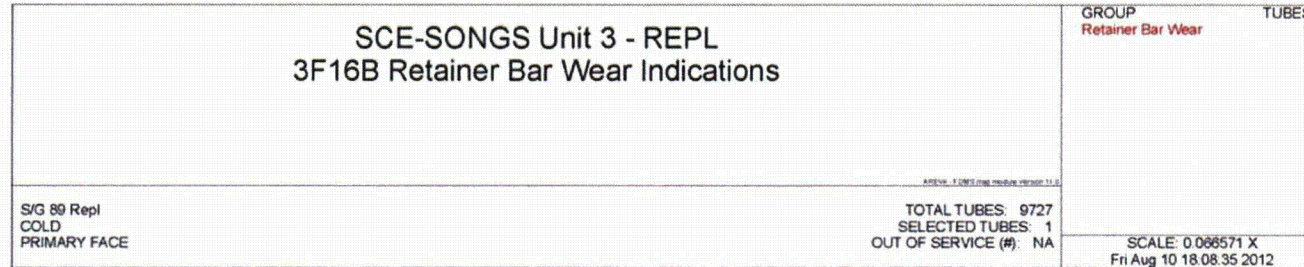 SCE-SONGS Unit 3 - REPL
3F16B Retainer Bar Wear Indications
GROUP TUBES
Retainer Bar Wear
S/G 89 Repl
COLD
PRIMARY FACE
TOTAL TUBES: 9727
SELECTED TUBES: 1
OUT OF SERVICE (#): NA
SCALE: 0.066571 X
Fri Aug 10 18:08:35 2012